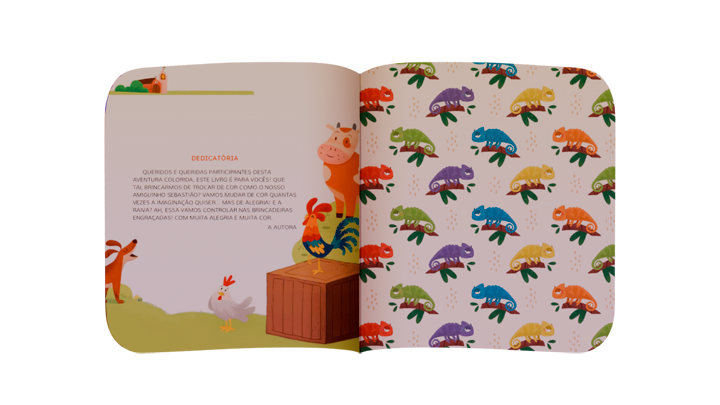 DEDICATÓRIA
QUERIDOS E QUERIDAS PARTICIPANTES DESTA
AVENTURA COLORIDA, ESTE LIVRO É PARA VOCÊS! QUE
TAL BRINCARMOS DE TROCAR DE COR COMO O NOSSO
AMIGUINHO SEBASTIÃO? VAMOS MUDAR DE COR QUANTAS
VEZES A IMAGINAÇÃO QUISER... MAS DE ALEGRIA! E A
RAIVA? AH, ESSA VAMOS CONTROLAR NAS BRINCADEIRAS
ENGRAÇADAS! COM MUITA ALEGRIA E MUITA COR.
A AUTORA.